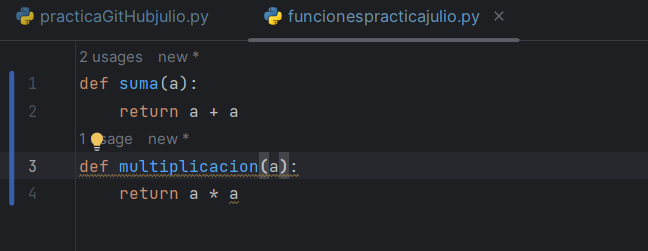 practicaGitHubjulio.py funcionespracticajulio.py
2 usages new *
1 def suma(a):
2 return a + a
1 usage new *
3 def multiplicacion(a):
4 return a * a